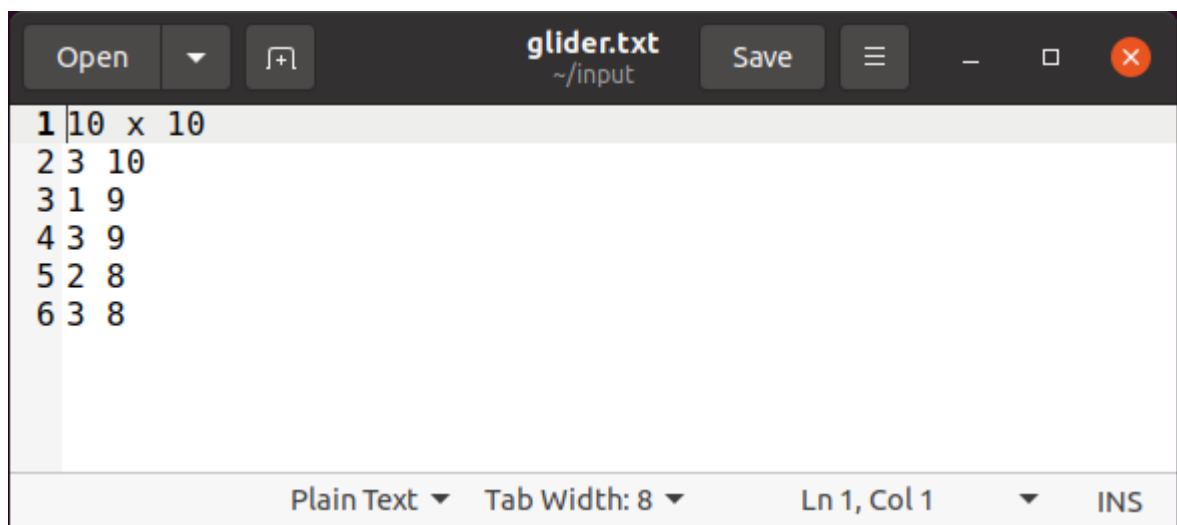 Open
glider.txt
~/input
Save
1 10 x 10
2 3 10
3 1 9
4 3 9
5 2 8
6 3 8
Plain Text Tab Width: 8 Ln 1, Col 1 INS